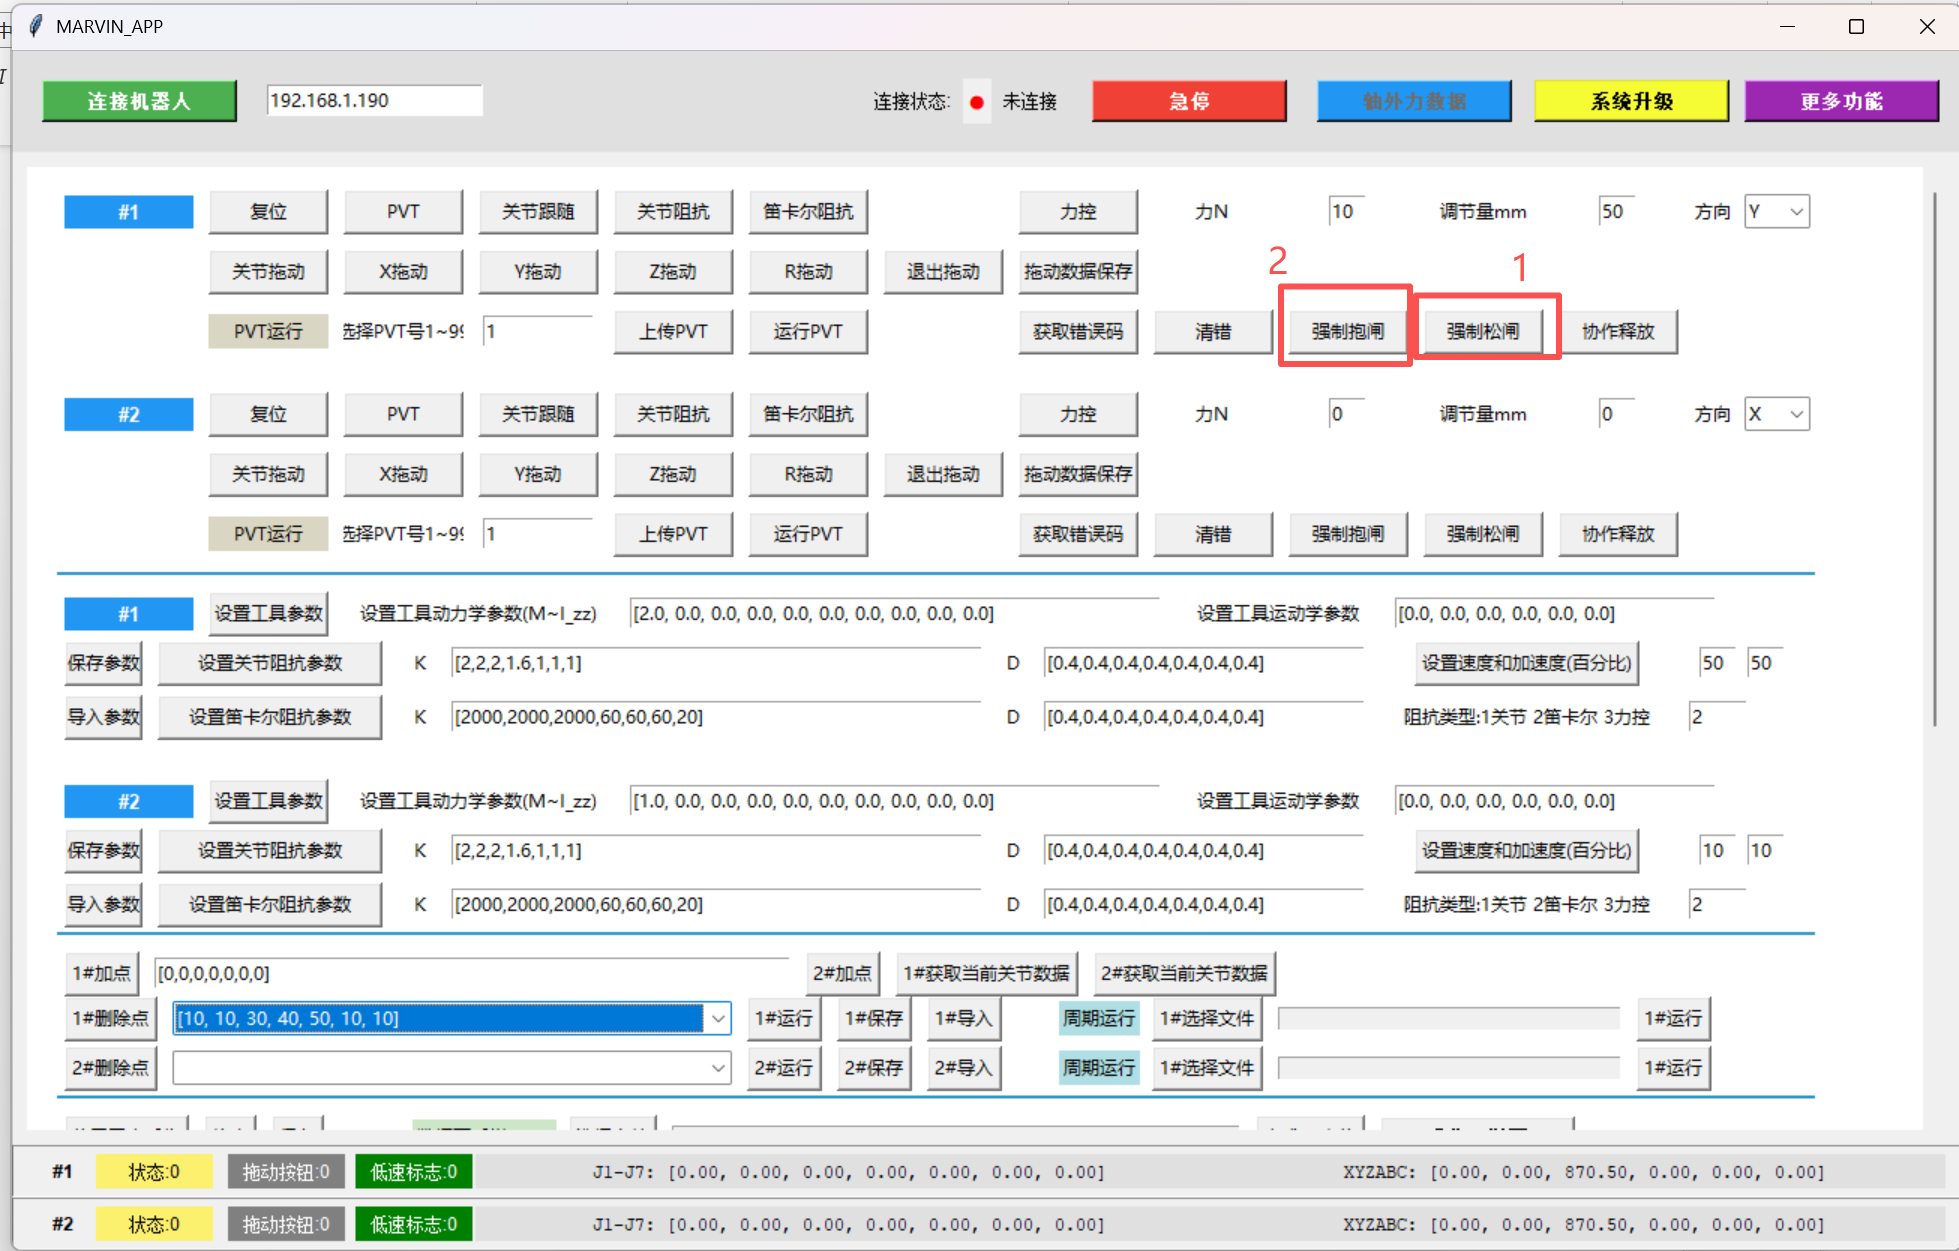 MARVIN_APP
连接机器人 192.168.1.190 连接状态: 未连接 急停 轴外力数据 系统升级 更多功能
#1 复位 PVT 关节跟随 关节阻抗 笛卡尔阻抗 力控 力N 10 调节量mm 50 方向 Y
2 1
关节拖动 X拖动 Y拖动 Z拖动 R拖动 退出拖动 拖动数据保存
PVT运行 选择PVT号1~99 1 上传PVT 运行PVT 获取错误码 清错 强制抱闸 强制松闸 协作释放
#2 复位 PVT 关节跟随 关节阻抗 笛卡尔阻抗 力控 力N 0 调节量mm 0 方向 X
关节拖动 X拖动 Y拖动 Z拖动 R拖动 退出拖动 拖动数据保存
PVT运行 选择PVT号1~99 1 上传PVT 运行PVT 获取错误码 清错 强制抱闸 强制松闸 协作释放
#1 设置工具参数 设置工具动力学参数(M~I_zz) [2.0, 0.0, 0.0, 0.0, 0.0, 0.0, 0.0, 0.0, 0.0, 0.0] 设置工具运动学参数 [0.0, 0.0, 0.0, 0.0, 0.0, 0.0]
保存参数 设置关节阻抗参数 K [2,2,2,1.6,1,1,1] D [0.4,0.4,0.4,0.4,0.4,0.4,0.4] 设置速度和加速度(百分比) 50 50
导入参数 设置笛卡尔阻抗参数 K [2000,2000,2000,60,60,60,20] D [0.4,0.4,0.4,0.4,0.4,0.4,0.4] 阻抗类型:1关节 2笛卡尔 3力控 2
#2 设置工具参数 设置工具动力学参数(M~I_zz) [1.0, 0.0, 0.0, 0.0, 0.0, 0.0, 0.0, 0.0, 0.0, 0.0] 设置工具运动学参数 [0.0, 0.0, 0.0, 0.0, 0.0, 0.0]
保存参数 设置关节阻抗参数 K [2,2,2,1.6,1,1,1] D [0.4,0.4,0.4,0.4,0.4,0.4,0.4] 设置速度和加速度(百分比) 10 10
导入参数 设置笛卡尔阻抗参数 K [2000,2000,2000,60,60,60,20] D [0.4,0.4,0.4,0.4,0.4,0.4,0.4] 阻抗类型:1关节 2笛卡尔 3力控 2
1#加点 [0,0,0,0,0,0,0] 2#加点 1#获取当前关节数据 2#获取当前关节数据
1#删除点 [10, 10, 30, 40, 50, 10, 10] 1#运行 1#保存 1#导入 周期运行 1#选择文件 1#运行
2#删除点 2#运行 2#保存 2#导入 周期运行 1#选择文件 1#运行
#1 状态:0 拖动按钮:0 低速标志:0 J1-J7: [0.00, 0.00, 0.00, 0.00, 0.00, 0.00, 0.00] XYZABC: [0.00, 0.00, 870.50, 0.00, 0.00, 0.00]
#2 状态:0 拖动按钮:0 低速标志:0 J1-J7: [0.00, 0.00, 0.00, 0.00, 0.00, 0.00, 0.00] XYZABC: [0.00, 0.00, 870.50, 0.00, 0.00, 0.00]